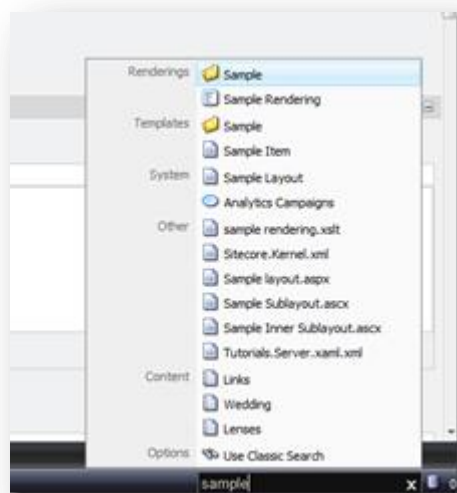 Renderings Sample
Sample Rendering
Templates Sample
Sample Item
System Sample Layout
Analytics Campaigns
Other sample rendering.xslt
Sitecore.Kernel.xml
Sample layout.aspx
Sample Sublayout.ascx
Sample Inner Sublayout.ascx
Tutorials.Server.xaml.xml
Content Links
Wedding
Lenses
Options Use Classic Search
sample x